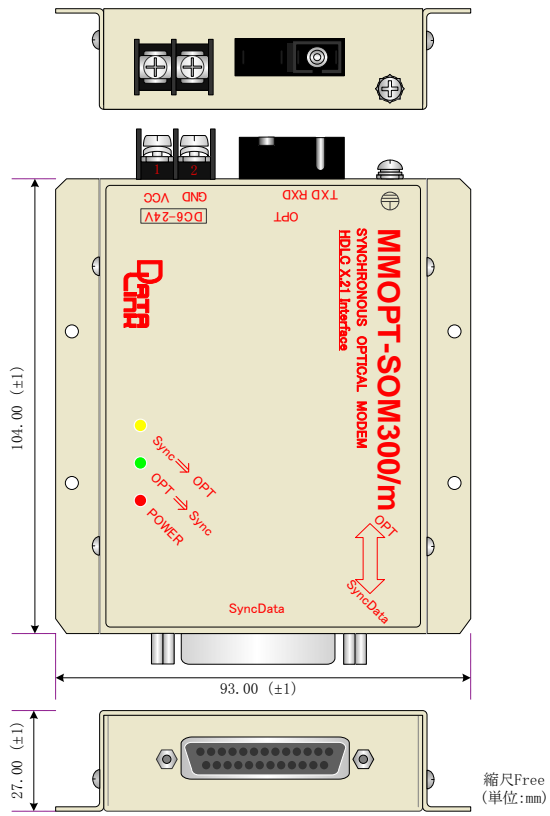 1 2
VCC GND
DC6-24V
TXD RXD
OPT
DATA LINK
MMOPT-SOM300/m
SYNCHRONOUS OPTICAL MODEM
HDLC X.21 Interface
Sync ⇒ OPT
OPT ⇒ Sync
POWER
OPT
SyncData
SyncData
104.00 (±1)
93.00 (±1)
27.00 (±1)
縮尺Free
(単位:mm)